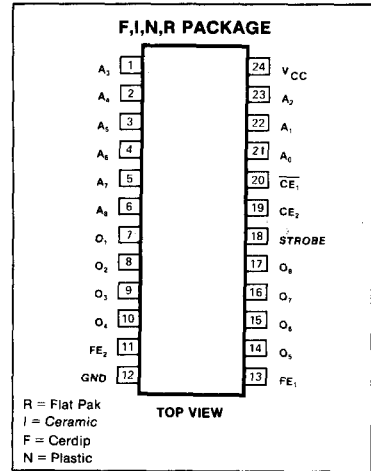 F,I,N,R PACKAGE
A₃ 1 24 V_CC
A₄ 2 23 A₂
A₅ 3 22 A₁
A₆ 4 21 A₀
A₇ 5 20 C̅E̅₁̅
A₈ 6 19 CE₂
O₁ 7 18 STROBE
O₂ 8 17 O₈
O₃ 9 16 O₇
O₄ 10 15 O₆
FE₂ 11 14 O₅
GND 12 13 FE₁
R = Flat Pak
I = Ceramic
F = Cerdip
N = Plastic
TOP VIEW